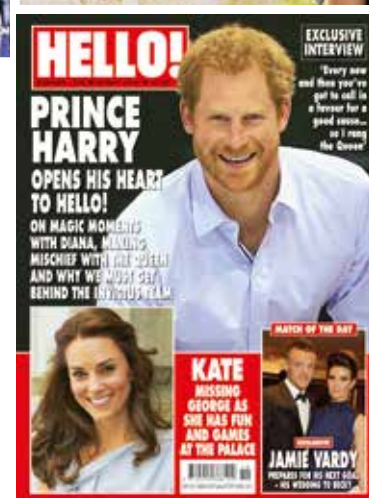 HELLO!
EXCLUSIVE
INTERVIEW
'Every now
and then you've
got to call in
a favour for a
good cause...
so I rang
the Queen'
PRINCE
HARRY
OPENS HIS HEART
TO HELLO!
ON MAGIC MOMENTS
WITH DIANA, MAKING
MISCHIEF WITH THE QUEEN
AND WHY WE MUST GET
BEHIND THE INVICTUS TEAM
KATE
MISSING
GEORGE AS
SHE HAS FUN
AND GAMES
AT THE PALACE
MATCH OF THE DAY
EXCLUSIVE
JAMIE VARDY
PREPARES FOR HIS NEXT GOAL
- HIS WEDDING TO BECKY